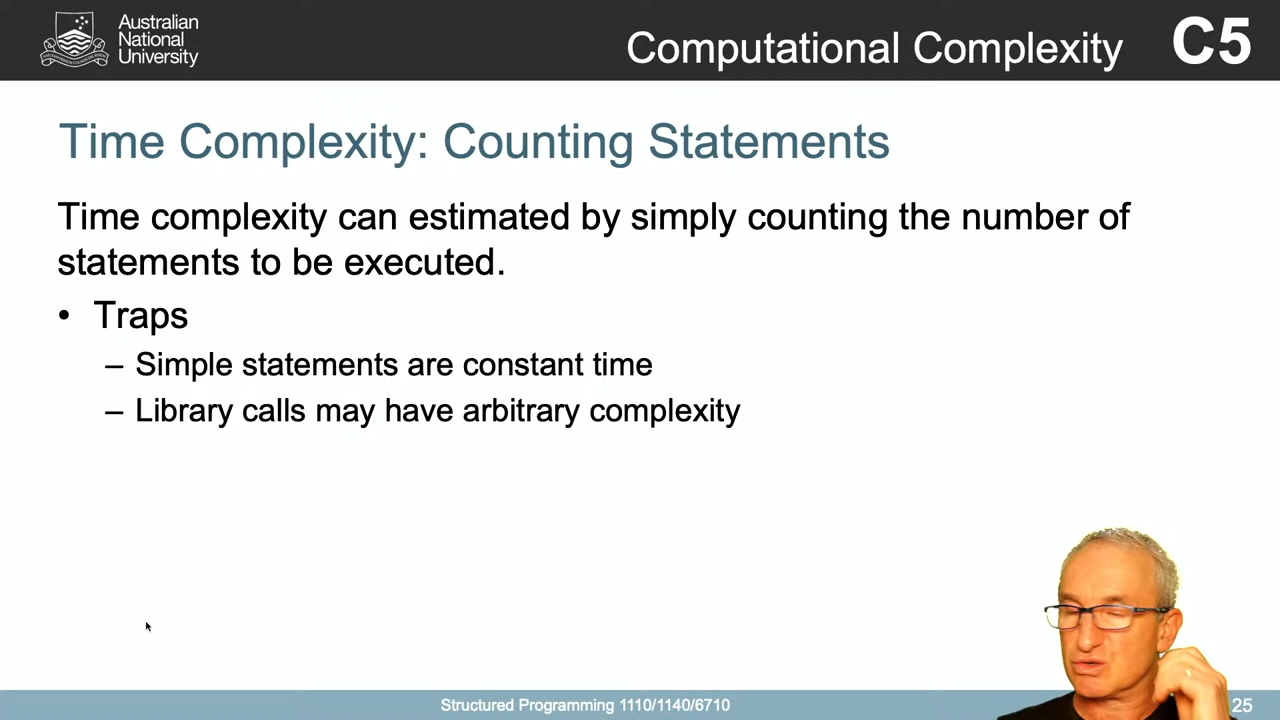 Australian
National
University
Computational Complexity C5
Time Complexity: Counting Statements
Time complexity can estimated by simply counting the number of
statements to be executed.
• Traps
– Simple statements are constant time
– Library calls may have arbitrary complexity
Structured Programming 1110/1140/6710
25